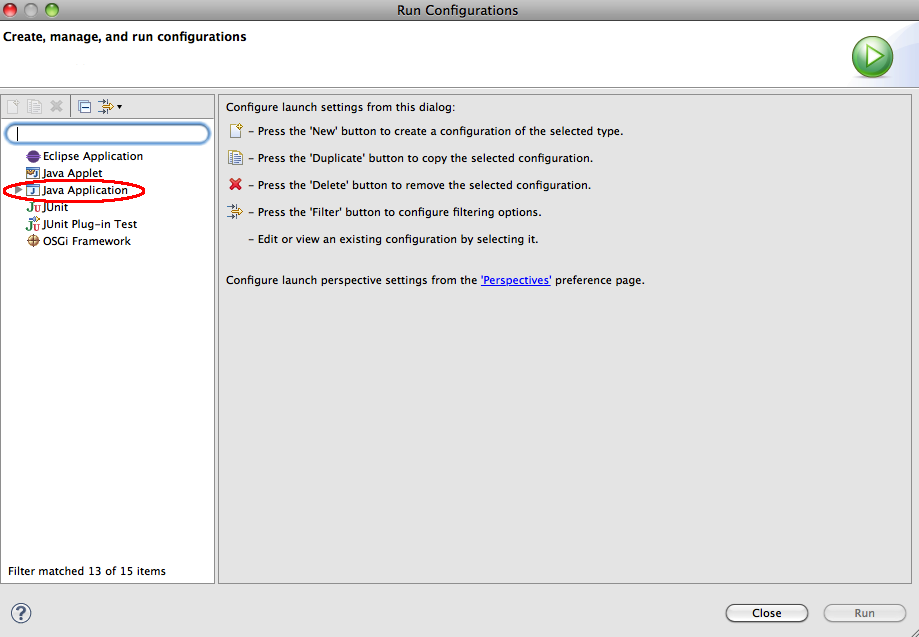 Run Configurations
Create, manage, and run configurations
Configure launch settings from this dialog:
– Press the 'New' button to create a configuration of the selected type.
– Press the 'Duplicate' button to copy the selected configuration.
– Press the 'Delete' button to remove the selected configuration.
– Press the 'Filter' button to configure filtering options.
– Edit or view an existing configuration by selecting it.
Configure launch perspective settings from the 'Perspectives' preference page.
Eclipse Application
Java Applet
Java Application
JUnit
JUnit Plug-in Test
OSGi Framework
Filter matched 13 of 15 items
Close
Run